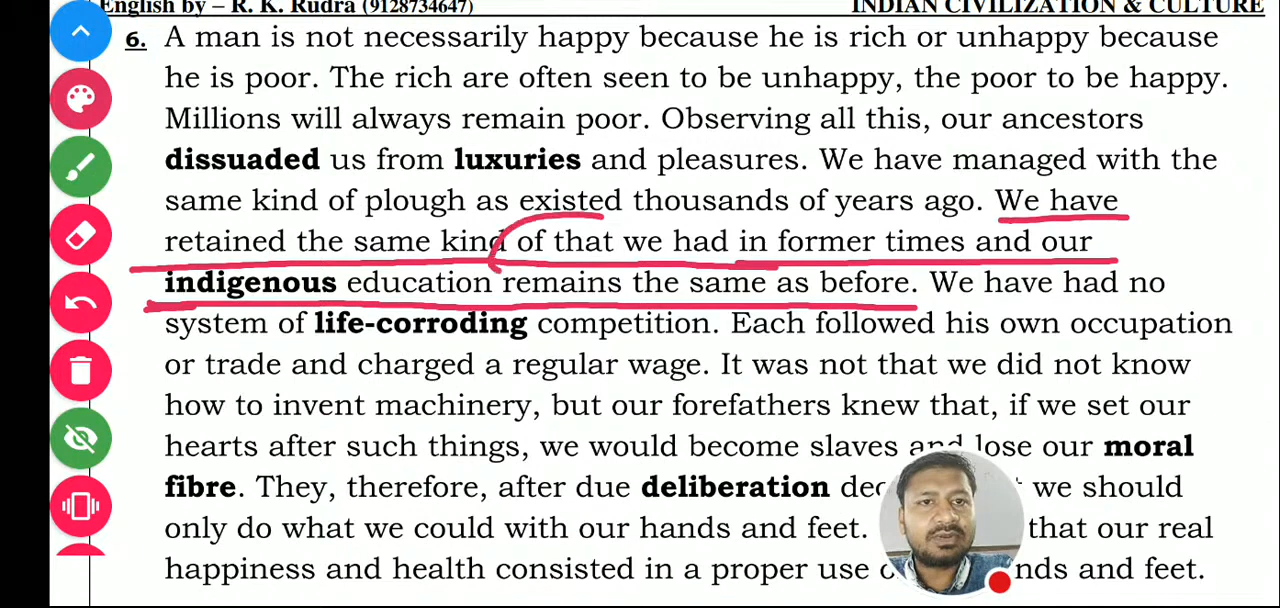 English by – R. K. Rudra (9128734647) INDIAN CIVILIZATION & CULTURE
6. A man is not necessarily happy because he is rich or unhappy because
he is poor. The rich are often seen to be unhappy, the poor to be happy.
Millions will always remain poor. Observing all this, our ancestors
dissuaded us from luxuries and pleasures. We have managed with the
same kind of plough as existed thousands of years ago. We have
retained the same kind of that we had in former times and our
indigenous education remains the same as before. We have had no
system of life-corroding competition. Each followed his own occupation
or trade and charged a regular wage. It was not that we did not know
how to invent machinery, but our forefathers knew that, if we set our
hearts after such things, we would become slaves and lose our moral
fibre. They, therefore, after due deliberation we should
only do what we could with our hands and feet. that our real
happiness and health consisted in a proper use and feet.